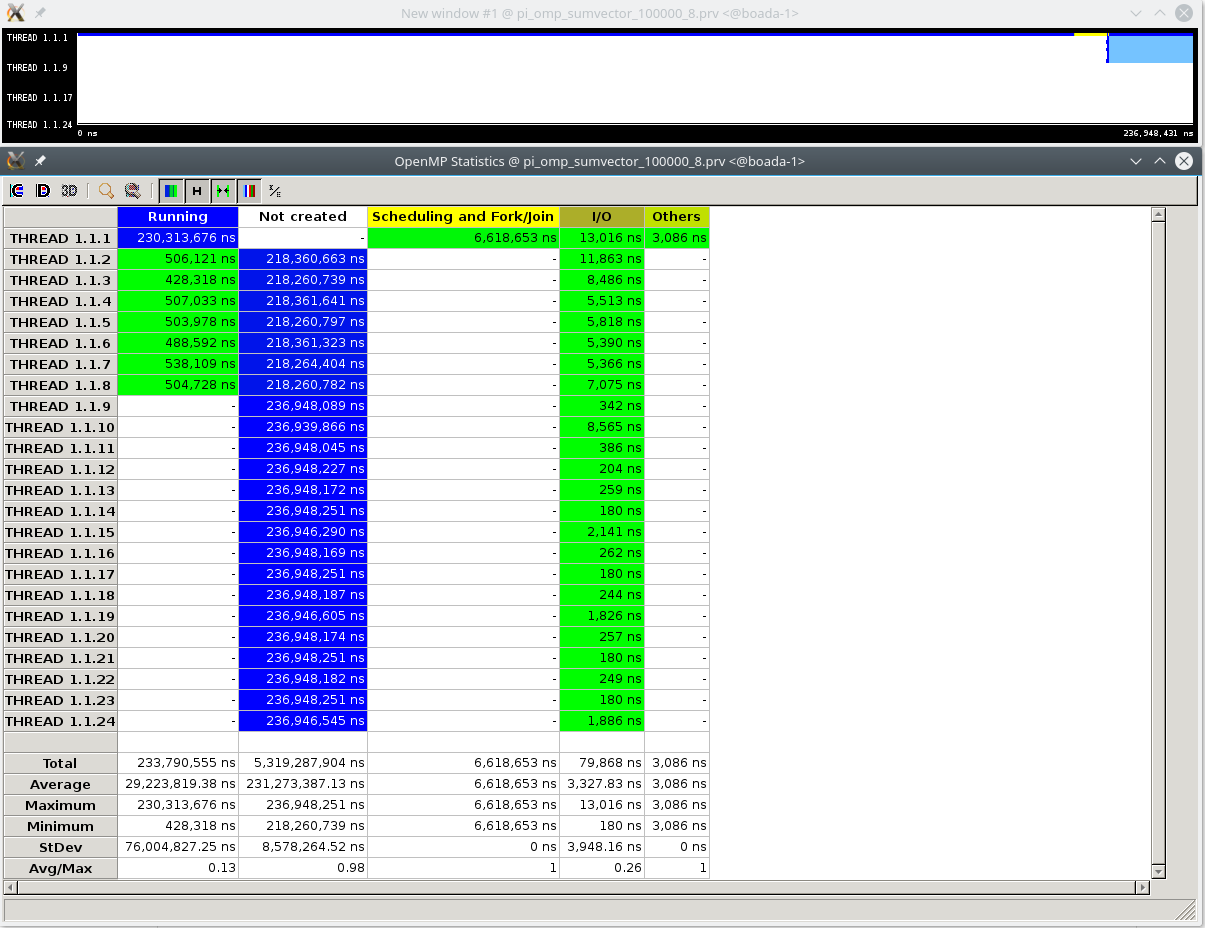 New window #1 @ pi_omp_sumvector_100000_8.prv <@boada-1>
THREAD 1.1.1
THREAD 1.1.9
THREAD 1.1.17
THREAD 1.1.24
0 ns 236,948,431 ns
OpenMP Statistics @ pi_omp_sumvector_100000_8.prv <@boada-1>
IC ID 3D H
Running Not created Scheduling and Fork/Join I/O Others
THREAD 1.1.1 230,313,676 ns - 6,618,653 ns 13,016 ns 3,086 ns
THREAD 1.1.2 506,121 ns 218,360,663 ns - 11,863 ns -
THREAD 1.1.3 428,318 ns 218,260,739 ns - 8,486 ns -
THREAD 1.1.4 507,033 ns 218,361,641 ns - 5,513 ns -
THREAD 1.1.5 503,978 ns 218,260,797 ns - 5,818 ns -
THREAD 1.1.6 488,592 ns 218,361,323 ns - 5,390 ns -
THREAD 1.1.7 538,109 ns 218,264,404 ns - 5,366 ns -
THREAD 1.1.8 504,728 ns 218,260,782 ns - 7,075 ns -
THREAD 1.1.9 - 236,948,089 ns - 342 ns -
THREAD 1.1.10 - 236,939,866 ns - 8,565 ns -
THREAD 1.1.11 - 236,948,045 ns - 386 ns -
THREAD 1.1.12 - 236,948,227 ns - 204 ns -
THREAD 1.1.13 - 236,948,172 ns - 259 ns -
THREAD 1.1.14 - 236,948,251 ns - 180 ns -
THREAD 1.1.15 - 236,946,290 ns - 2,141 ns -
THREAD 1.1.16 - 236,948,169 ns - 262 ns -
THREAD 1.1.17 - 236,948,251 ns - 180 ns -
THREAD 1.1.18 - 236,948,187 ns - 244 ns -
THREAD 1.1.19 - 236,946,605 ns - 1,826 ns -
THREAD 1.1.20 - 236,948,174 ns - 257 ns -
THREAD 1.1.21 - 236,948,251 ns - 180 ns -
THREAD 1.1.22 - 236,948,182 ns - 249 ns -
THREAD 1.1.23 - 236,948,251 ns - 180 ns -
THREAD 1.1.24 - 236,946,545 ns - 1,886 ns -
Total 233,790,555 ns 5,319,287,904 ns 6,618,653 ns 79,868 ns 3,086 ns
Average 29,223,819.38 ns 231,273,387.13 ns 6,618,653 ns 3,327.83 ns 3,086 ns
Maximum 230,313,676 ns 236,948,251 ns 6,618,653 ns 13,016 ns 3,086 ns
Minimum 428,318 ns 218,260,739 ns 6,618,653 ns 180 ns 3,086 ns
StDev 76,004,827.25 ns 8,578,264.52 ns 0 ns 3,948.16 ns 0 ns
Avg/Max 0.13 0.98 1 0.26 1